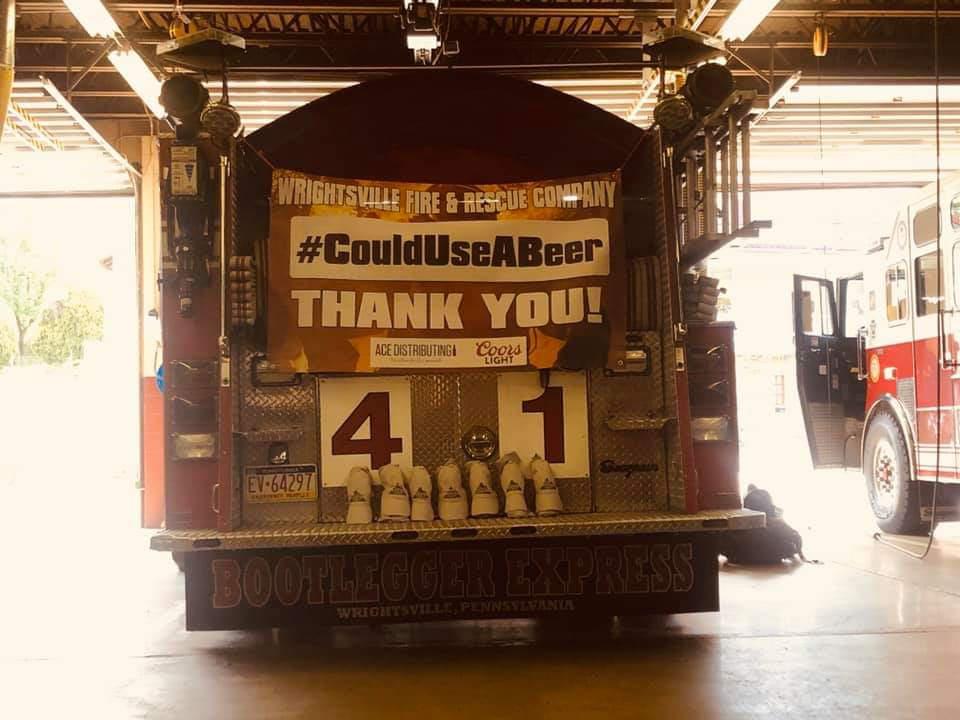 WRIGHTSVILLE FIRE & RESCUE COMPANY
#CouldUseABeer
THANK YOU!
ACE DISTRIBUTING
Coors
LIGHT
4 1
EV-64297
BOOTLEGGER EXPRESS
WRIGHTSVILLE, PENNSYLVANIA